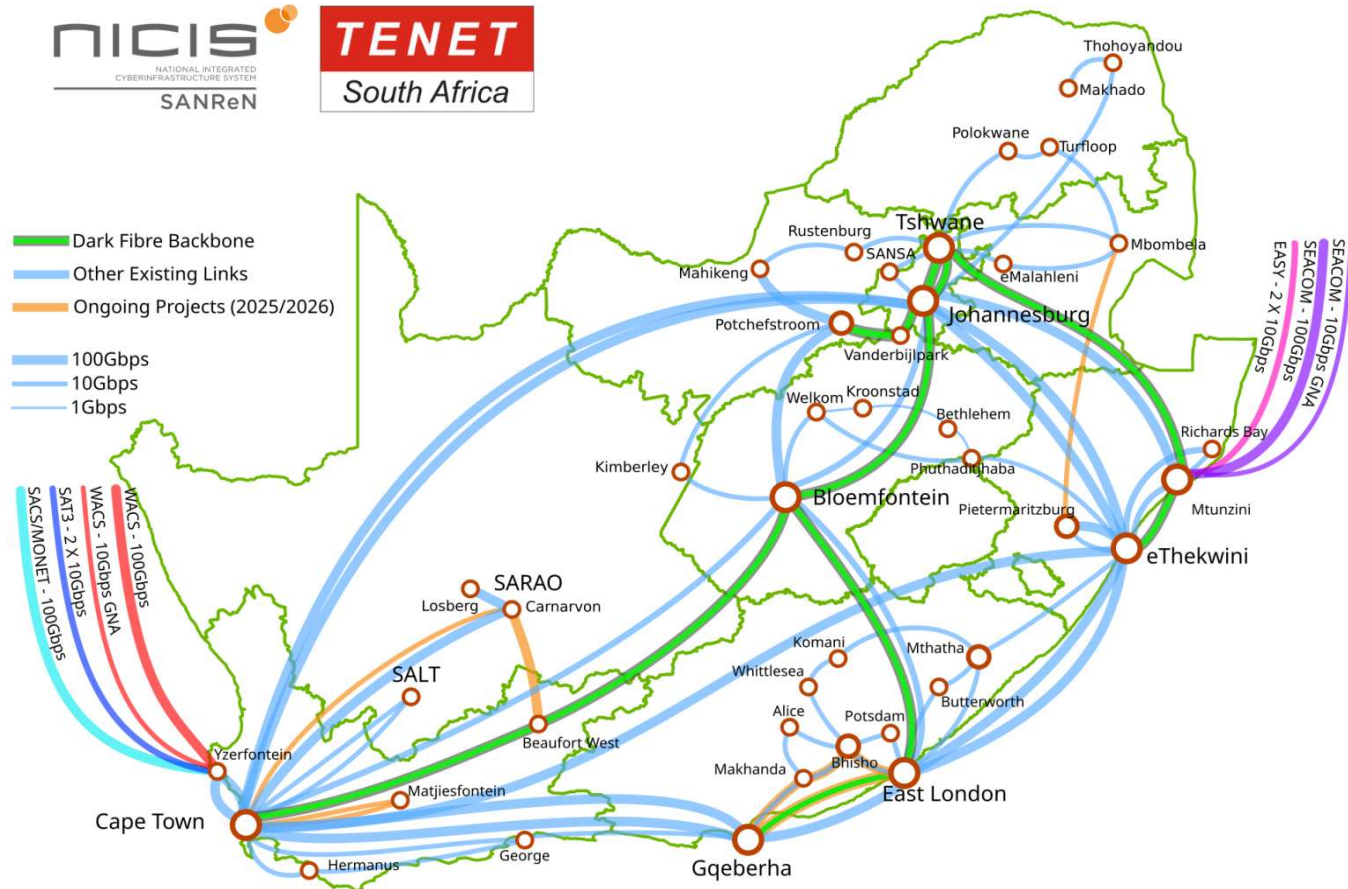 NICIS
NATIONAL INTEGRATED
CYBERINFRASTRUCTURE SYSTEM
SANReN
TENET
South Africa
Dark Fibre Backbone
Other Existing Links
Ongoing Projects (2025/2026)
100Gbps
10Gbps
1Gbps
Thohoyandou
Makhado
Polokwane
Turfloop
Tshwane
Rustenburg
SANSA
Mbombela
Mahikeng
eMalahleni
Johannesburg
Potchefstroom
Vanderbijlpark
SEACOM - 10Gbps GNA
SEACOM - 100Gbps
EASY - 2 X 10Gbps
Welkom
Kroonstad
Bethlehem
Richards Bay
Kimberley
Phuthaditjhaba
Bloemfontein
Pietermaritzburg
Mtunzini
eThekwini
WACS - 100Gbps
WACS - 10Gbps GNA
SAT3 - 2 X 10Gbps
SACS/MONET - 100Gbps
SARAO
Losberg
Carnarvon
Komani
Mthatha
SALT
Whittlesea
Butterworth
Alice
Potsdam
Beaufort West
Yzerfontein
Bhisho
Makhanda
East London
Matjiesfontein
Cape Town
George
Gqeberha
Hermanus